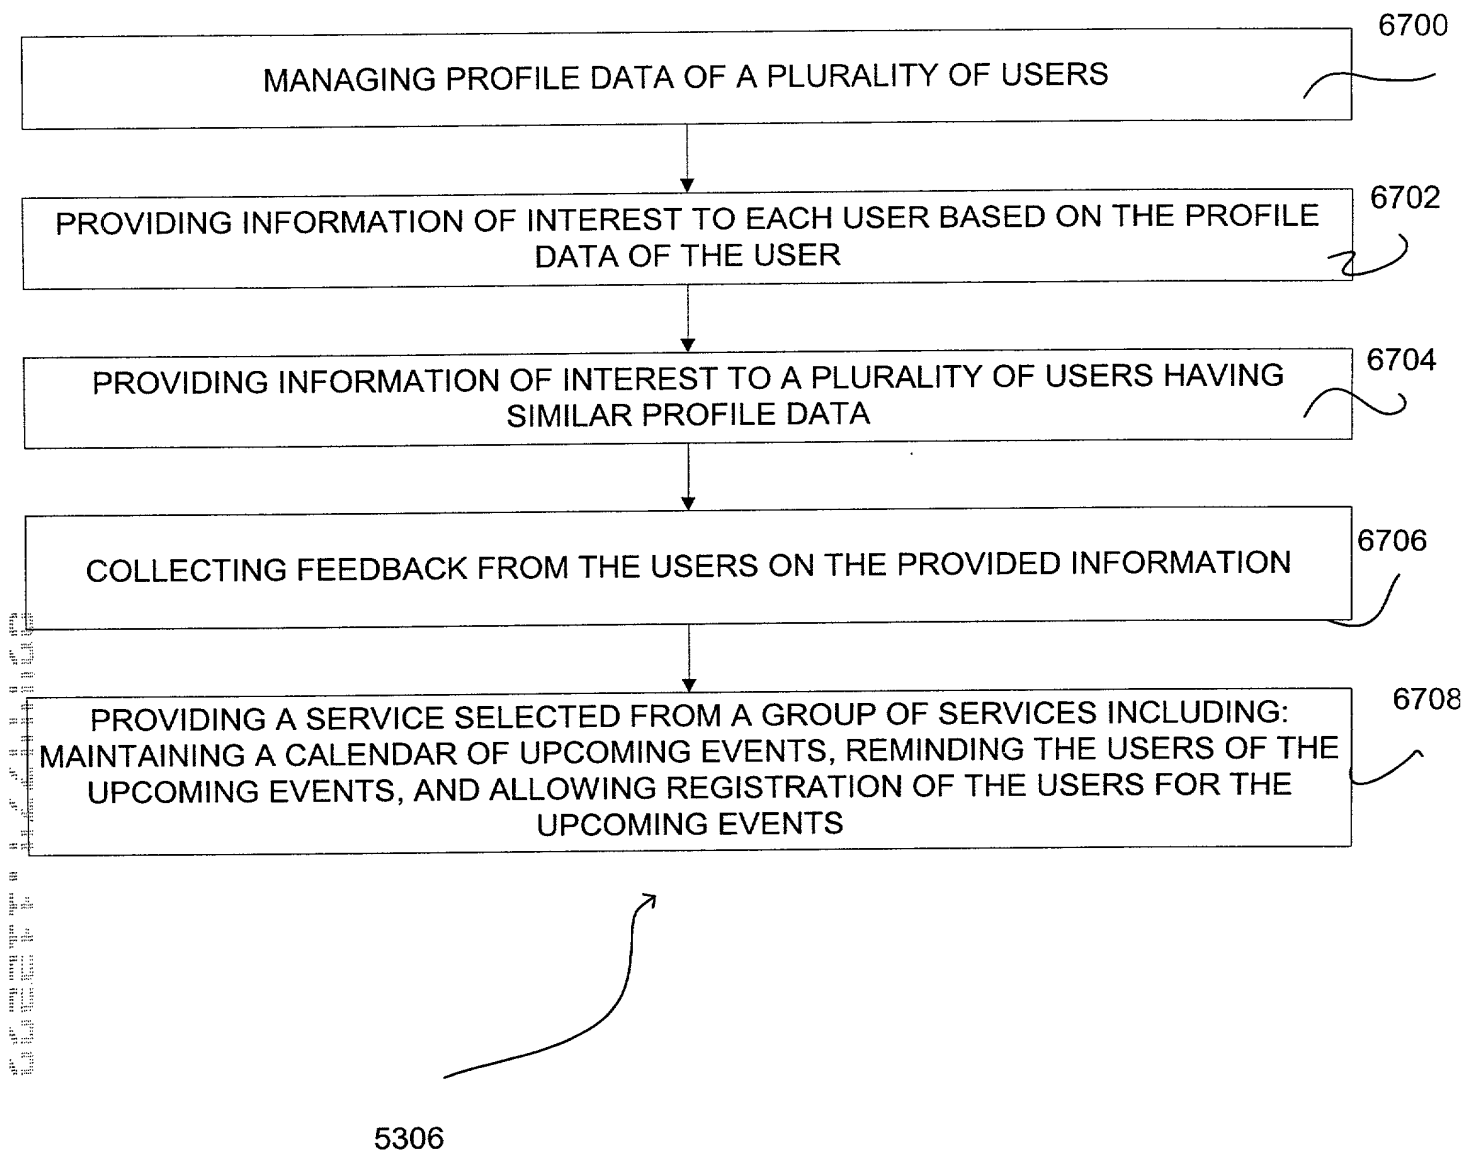 6700
MANAGING PROFILE DATA OF A PLURALITY OF USERS
6702
PROVIDING INFORMATION OF INTEREST TO EACH USER BASED ON THE PROFILE
DATA OF THE USER
6704
PROVIDING INFORMATION OF INTEREST TO A PLURALITY OF USERS HAVING
SIMILAR PROFILE DATA
6706
COLLECTING FEEDBACK FROM THE USERS ON THE PROVIDED INFORMATION
6708
PROVIDING A SERVICE SELECTED FROM A GROUP OF SERVICES INCLUDING:
MAINTAINING A CALENDAR OF UPCOMING EVENTS, REMINDING THE USERS OF THE
UPCOMING EVENTS, AND ALLOWING REGISTRATION OF THE USERS FOR THE
UPCOMING EVENTS
5306